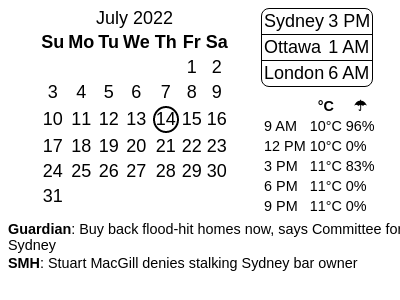 July 2022
Su Mo Tu We Th Fr Sa
1 2
3 4 5 6 7 8 9
10 11 12 13 14 15 16
17 18 19 20 21 22 23
24 25 26 27 28 29 30
31
Sydney 3 PM
Ottawa 1 AM
London 6 AM
°C ☂
9 AM 10°C 96%
12 PM 10°C 0%
3 PM 11°C 83%
6 PM 11°C 0%
9 PM 11°C 0%
Guardian: Buy back flood-hit homes now, says Committee for
Sydney
SMH: Stuart MacGill denies stalking Sydney bar owner